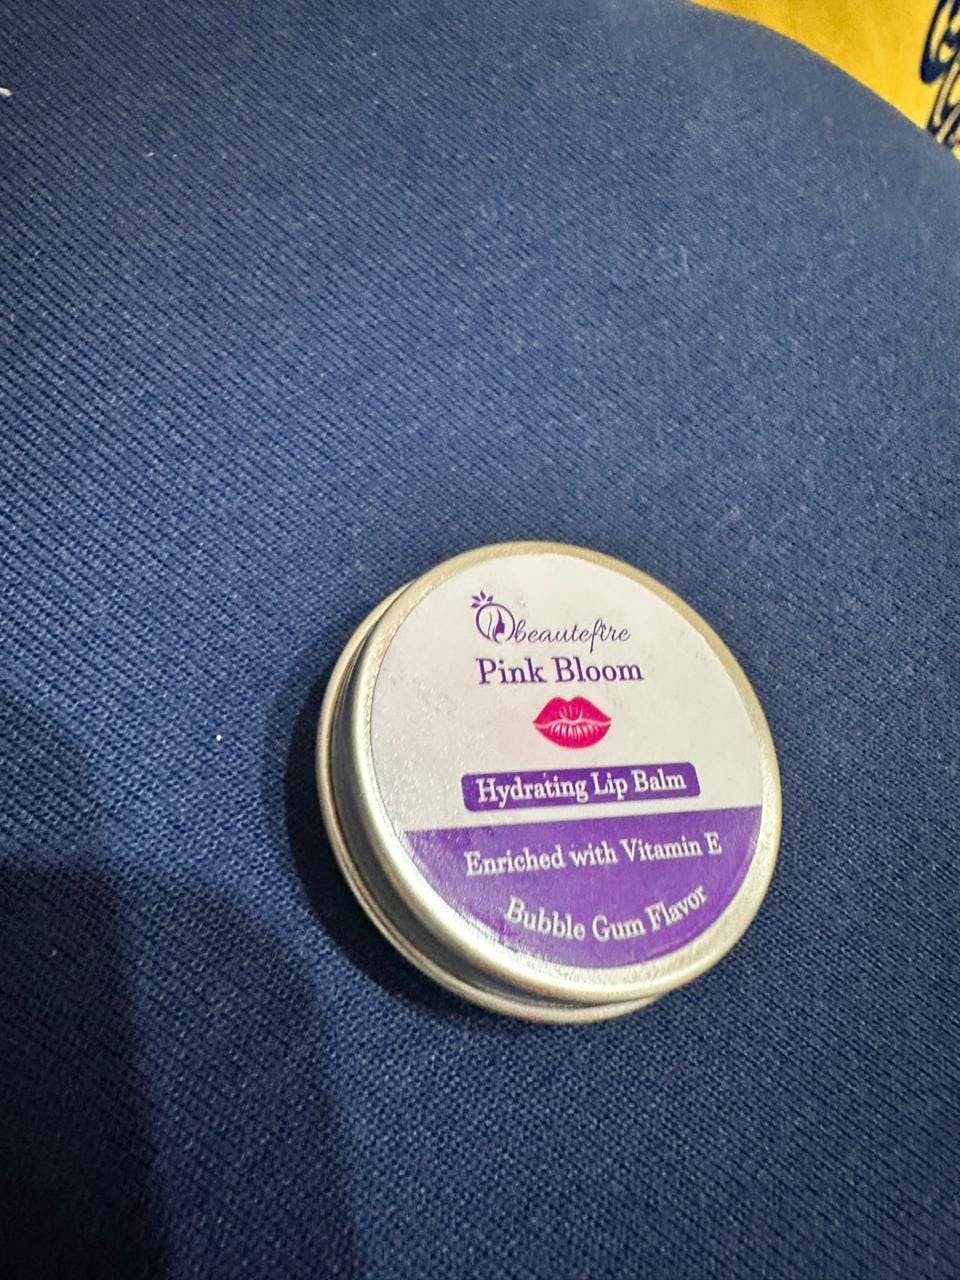 beautefire
Pink Bloom
Hydrating Lip Balm
Enriched with Vitamin E
Bubble Gum Flavor